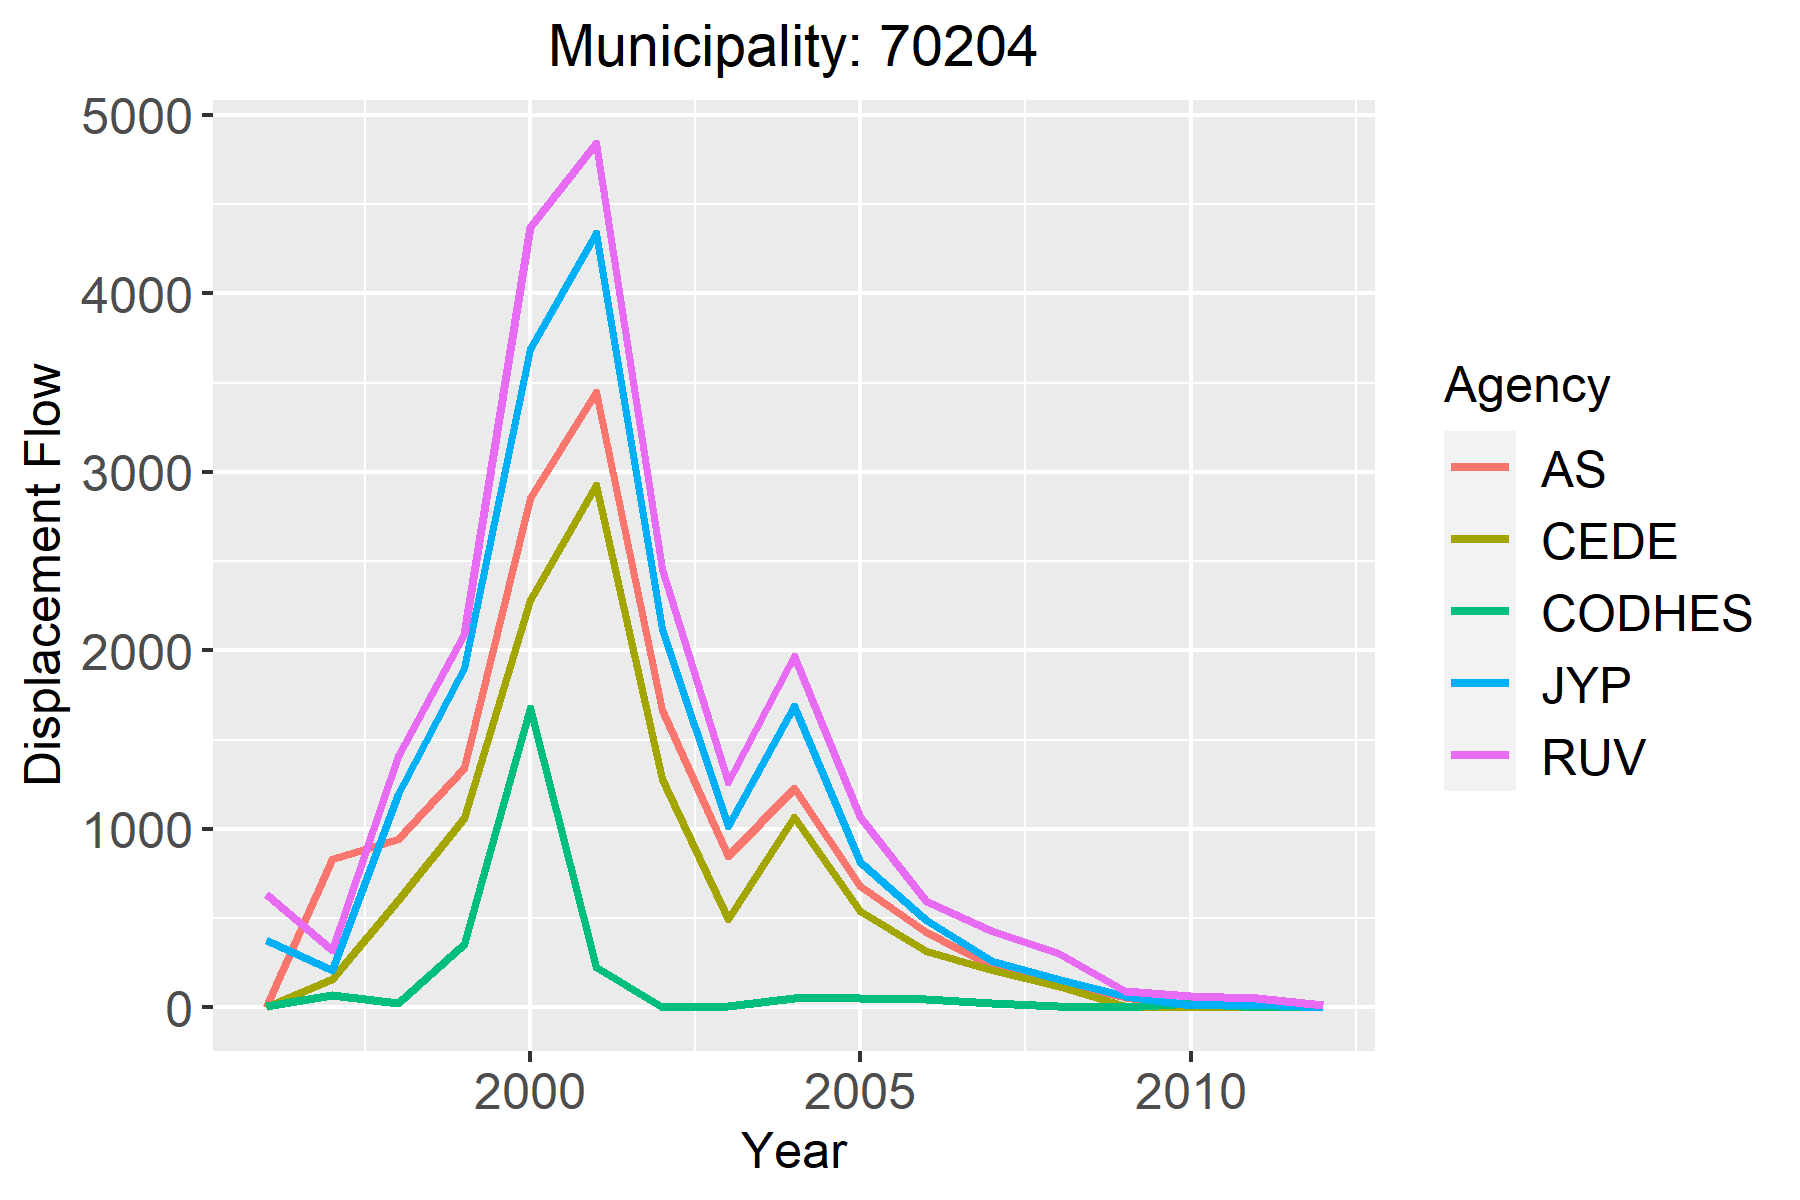 Municipality: 70204
5000
4000
3000
2000
1000
0
Displacement Flow
2000 2005 2010
Year
Agency
AS
CEDE
CODHES
JYP
RUV